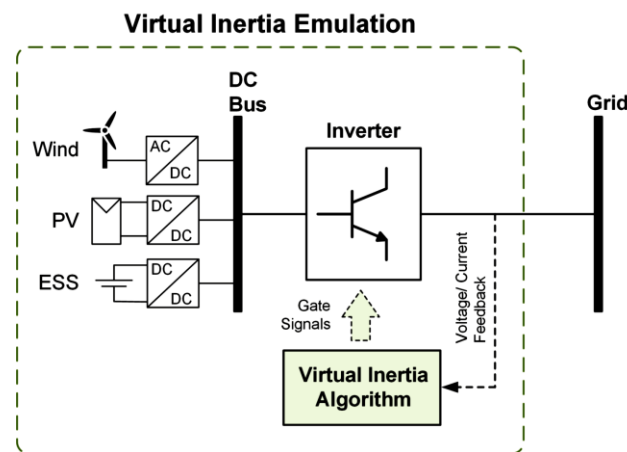 Virtual Inertia Emulation
DC
Bus
Grid
Inverter
Wind
AC
DC
PV
DC
DC
ESS
DC
DC
Gate
Signals
Voltage/ Current
Feedback
Virtual Inertia
Algorithm